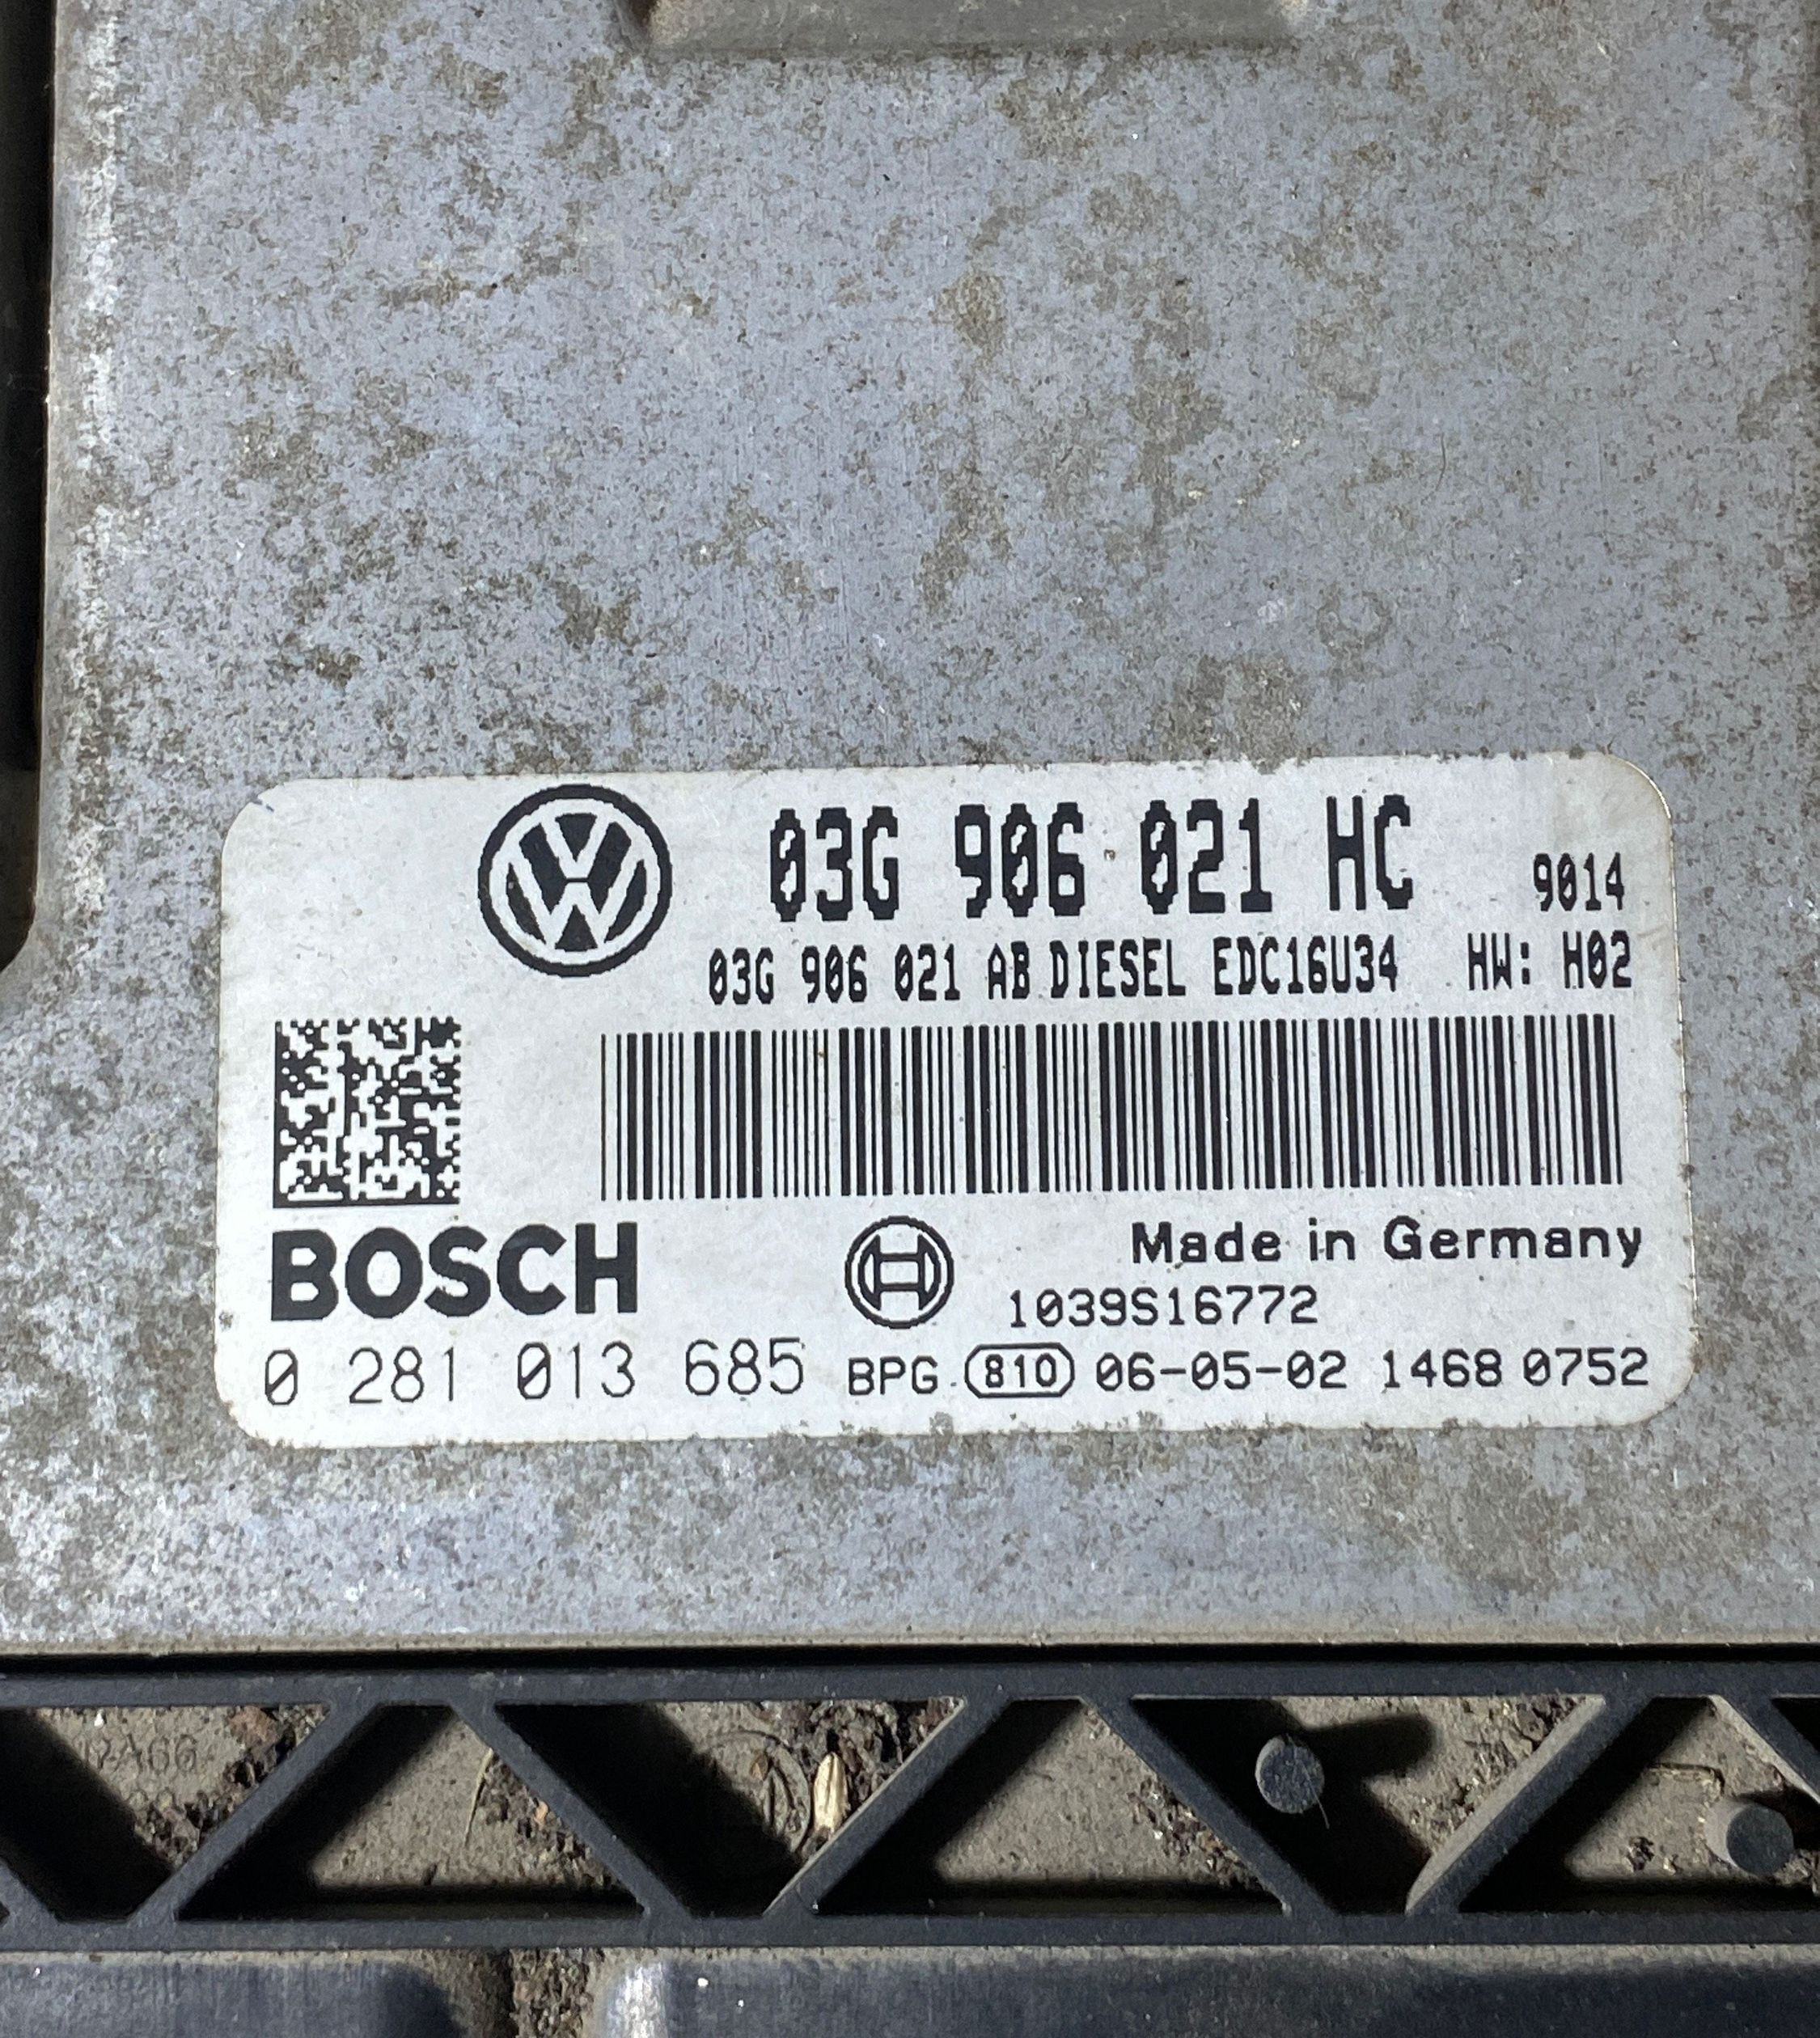 03G 906 021 HC 9014
03G 906 021 AB DIESEL EDC16U34 HW: H02
BOSCH
Made in Germany
1039S16772
0 281 013 685 BPG 810 06-05-02 1468 0752